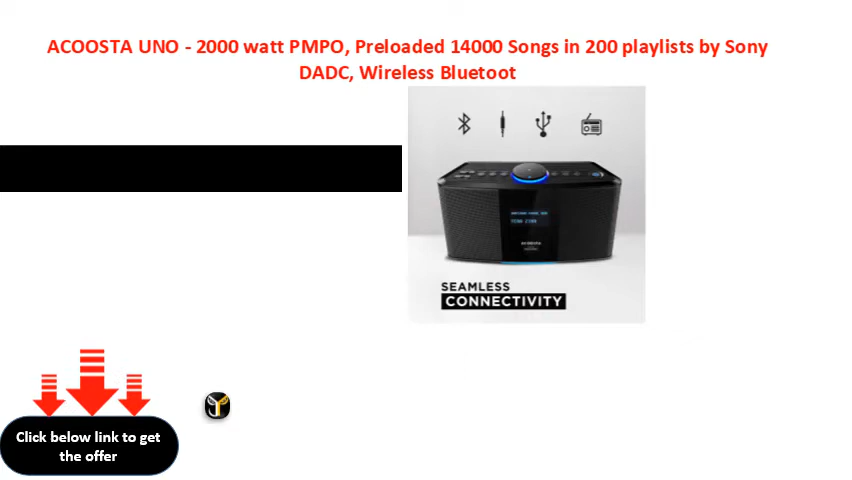 ACOOSTA UNO - 2000 watt PMPO, Preloaded 14000 Songs in 200 playlists by Sony
DADC, Wireless Bluetoot
SEAMLESS
CONNECTIVITY
Click below link to get
the offer